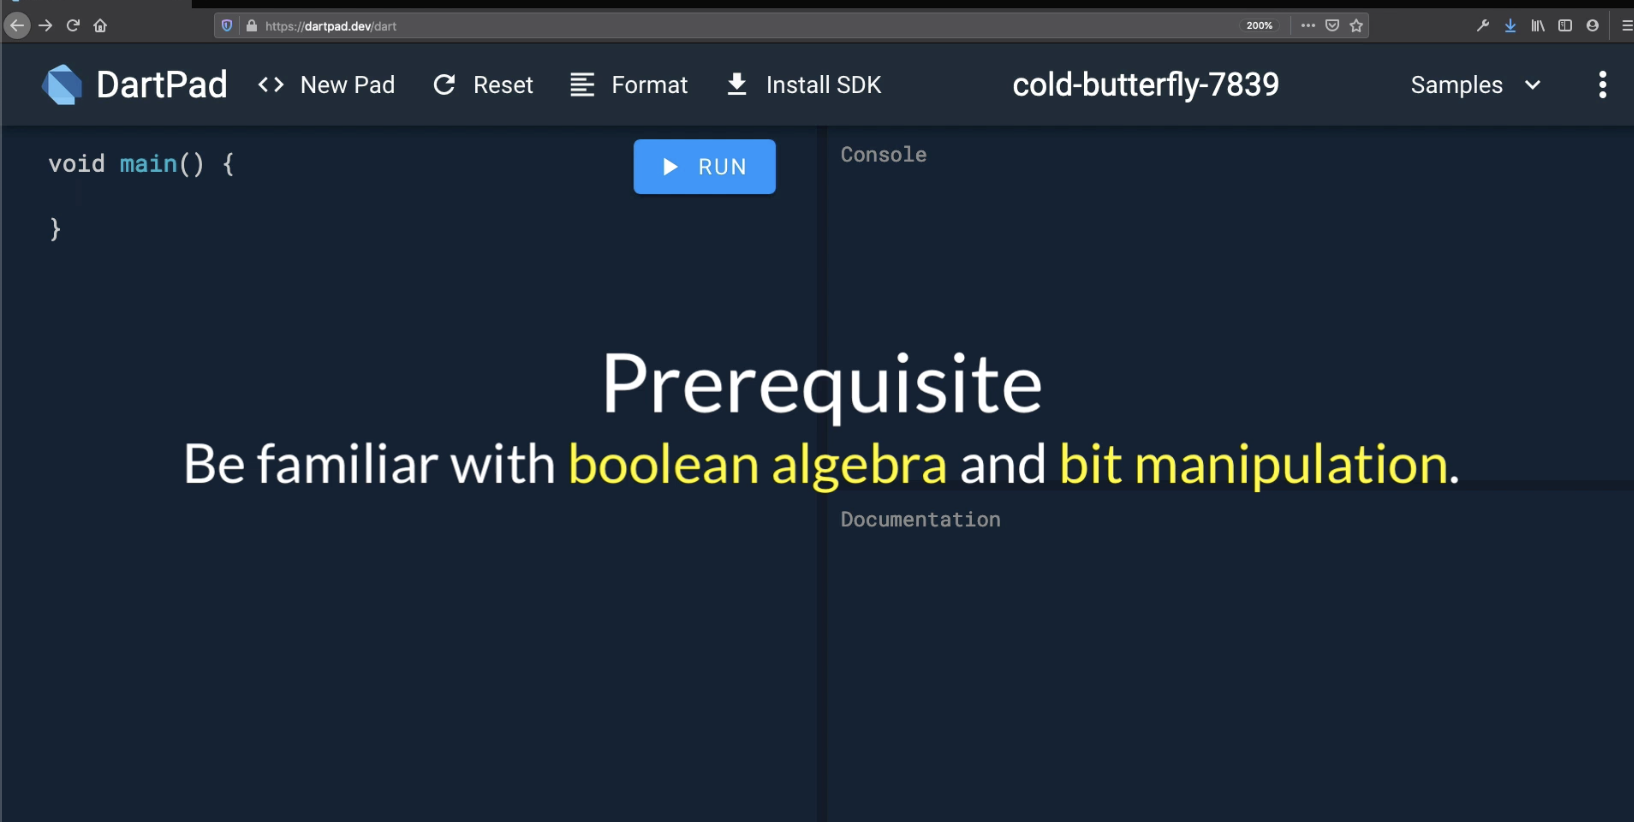 https://dartpad.dev/dart
200%
DartPad
<> New Pad
Reset
Format
Install SDK
cold-butterfly-7839
Samples
void main() {
}
RUN
Console
Prerequisite
Be familiar with boolean algebra and bit manipulation.
Documentation